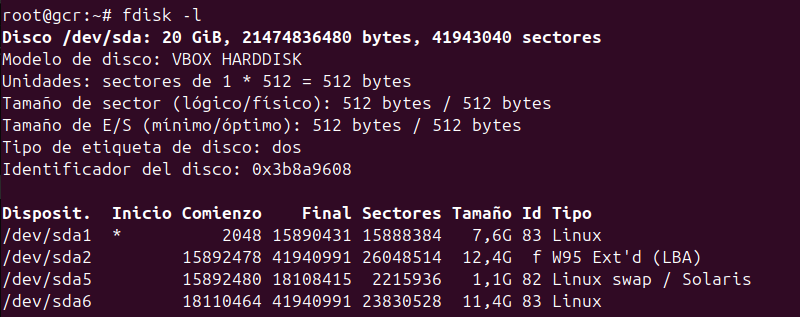 root@gcr:~# fdisk -l
Disco /dev/sda: 20 GiB, 21474836480 bytes, 41943040 sectores
Modelo de disco: VBOX HARDDISK
Unidades: sectores de 1 * 512 = 512 bytes
Tamaño de sector (lógico/físico): 512 bytes / 512 bytes
Tamaño de E/S (mínimo/óptimo): 512 bytes / 512 bytes
Tipo de etiqueta de disco: dos
Identificador del disco: 0x3b8a9608

Disposit.  Inicio Comienzo    Final Sectores Tamaño Id Tipo
/dev/sda1  *          2048 15890431 15888384   7,6G 83 Linux
/dev/sda2         15892478 41940991 26048514  12,4G  f W95 Ext'd (LBA)
/dev/sda5         15892480 18108415  2215936   1,1G 82 Linux swap / Solaris
/dev/sda6         18110464 41940991 23830528  11,4G 83 Linux